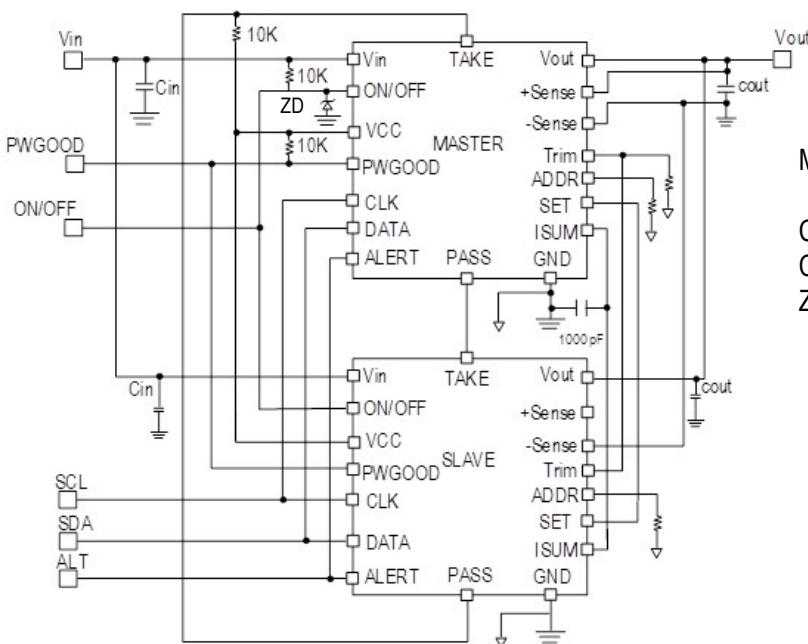 10K
Vin
Cin
10K
ZD
10K
PWGOOD
ON/OFF
Vin
TAKE
Vout
ON/OFF
+Sense
VCC
-Sense
MASTER
PWGOOD
Trim
ADDR
CLK
SET
DATA
ISUM
ALERT
PASS
GND
Vout
cout
M
C
C
Z
1000pF
Cin
Vin
TAKE
Vout
cout
ON/OFF
+Sense
VCC
-Sense
SLAVE
PWGOOD
Trim
ADDR
CLK
SET
DATA
ISUM
ALERT
PASS
GND
SCL
SDA
ALT